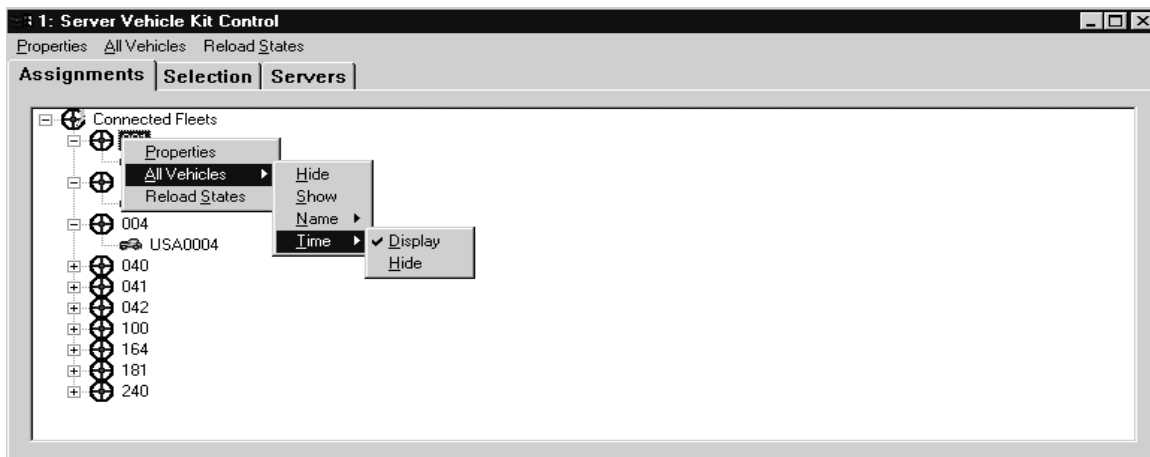 1: Server Vehicle Kit Control
Properties All Vehicles Reload States
Assignments Selection Servers
Connected Fleets
Properties
All Vehicles Hide
Reload States Show
004 Name
USA0004 Time Display
040 Hide
041
042
100
164
181
240